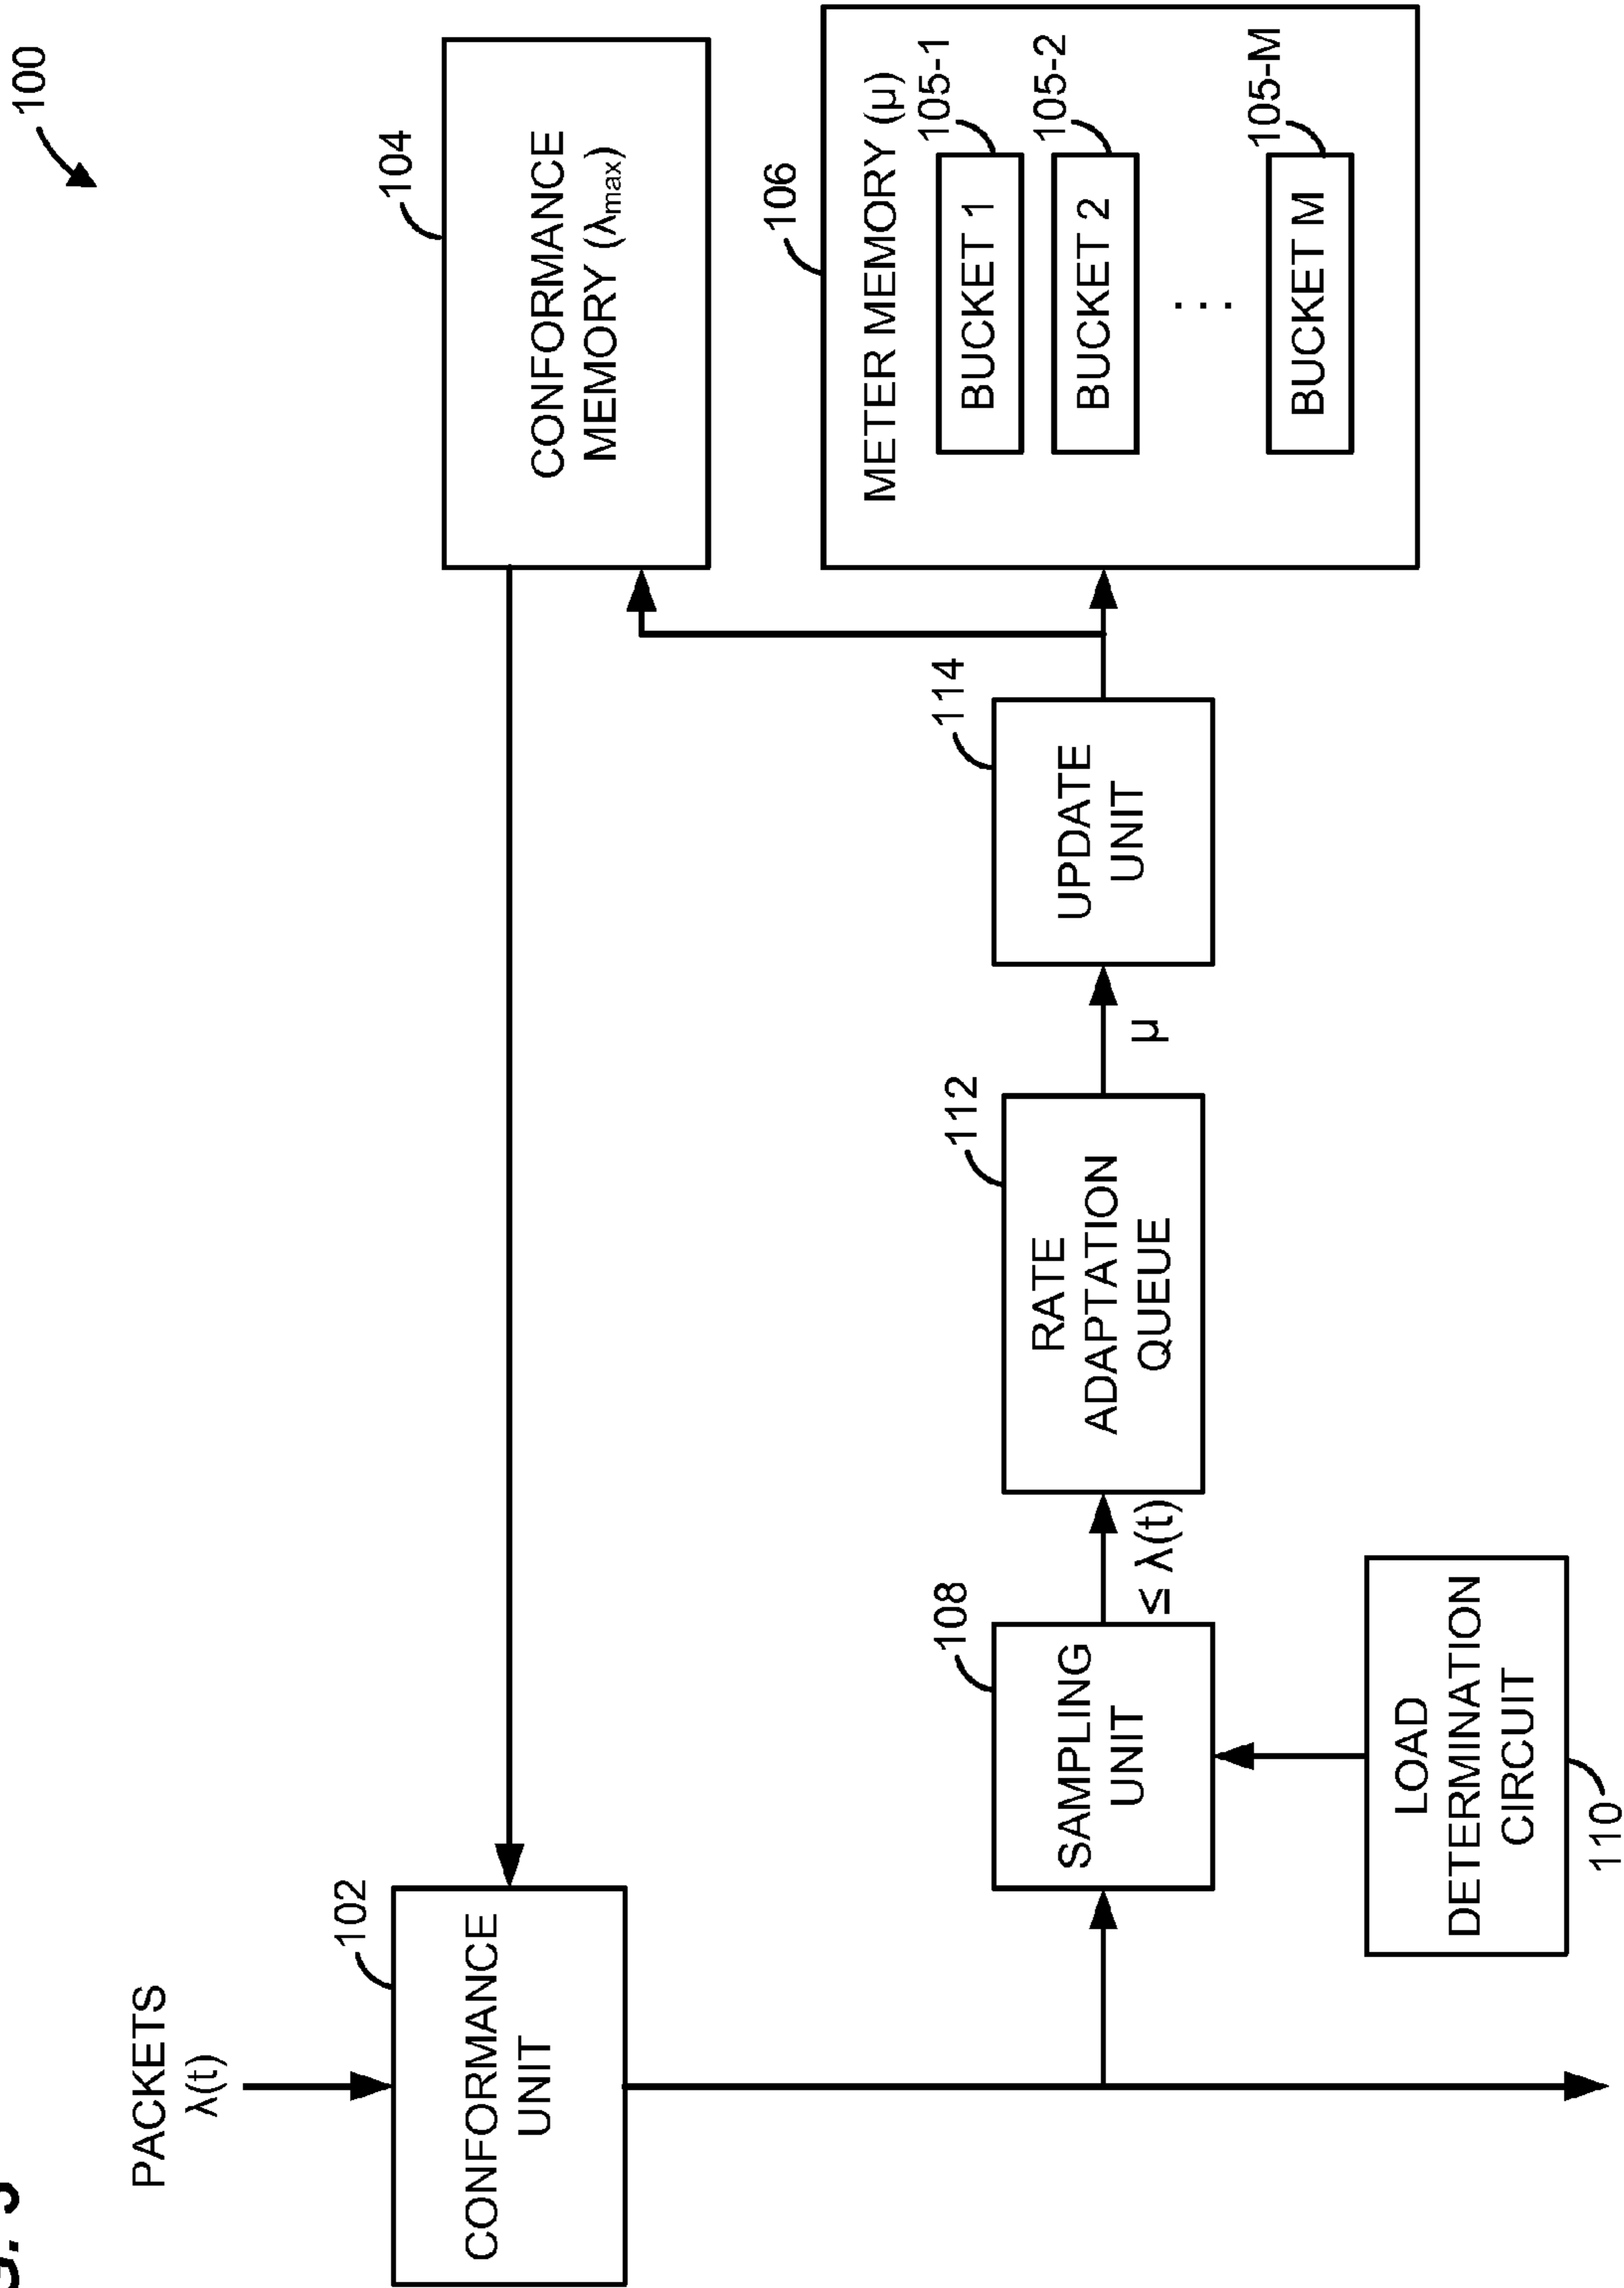 100
PACKETS
λ(t)
102
CONFORMANCE
UNIT
104
CONFORMANCE
MEMORY (λmax)
106
METER MEMORY (μ)
105-1
BUCKET 1
105-2
BUCKET 2
. . .
105-M
BUCKET M
108
SAMPLING
UNIT
≤ λ(t)
112
RATE
ADAPTATION
QUEUE
μ
114
UPDATE
UNIT
LOAD
DETERMINATION
CIRCUIT
110